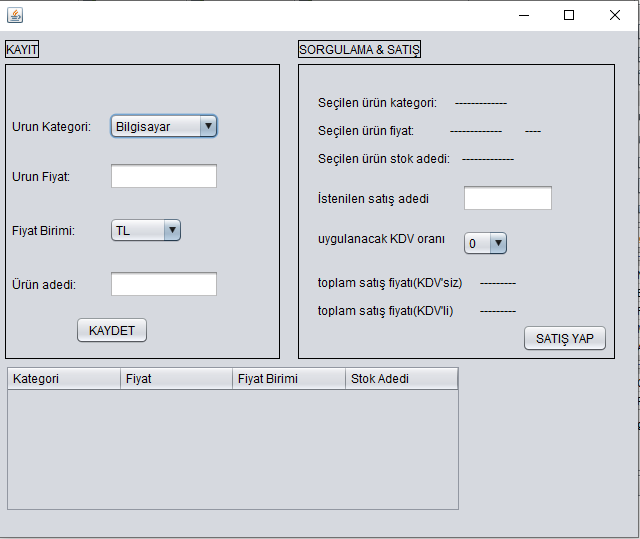 KAYIT
Urun Kategori: Bilgisayar
Urun Fiyat:
Fiyat Birimi: TL
Ürün adedi:
KAYDET
SORGULAMA & SATIŞ
Seçilen ürün kategori: -------------
Seçilen ürün fiyat: ------------- ----
Seçilen ürün stok adedi: -------------
İstenilen satış adedi
uygulanacak KDV oranı 0
toplam satış fiyatı(KDV'siz) ---------
toplam satış fiyatı(KDV'li) ---------
SATIŞ YAP
Kategori Fiyat Fiyat Birimi Stok Adedi